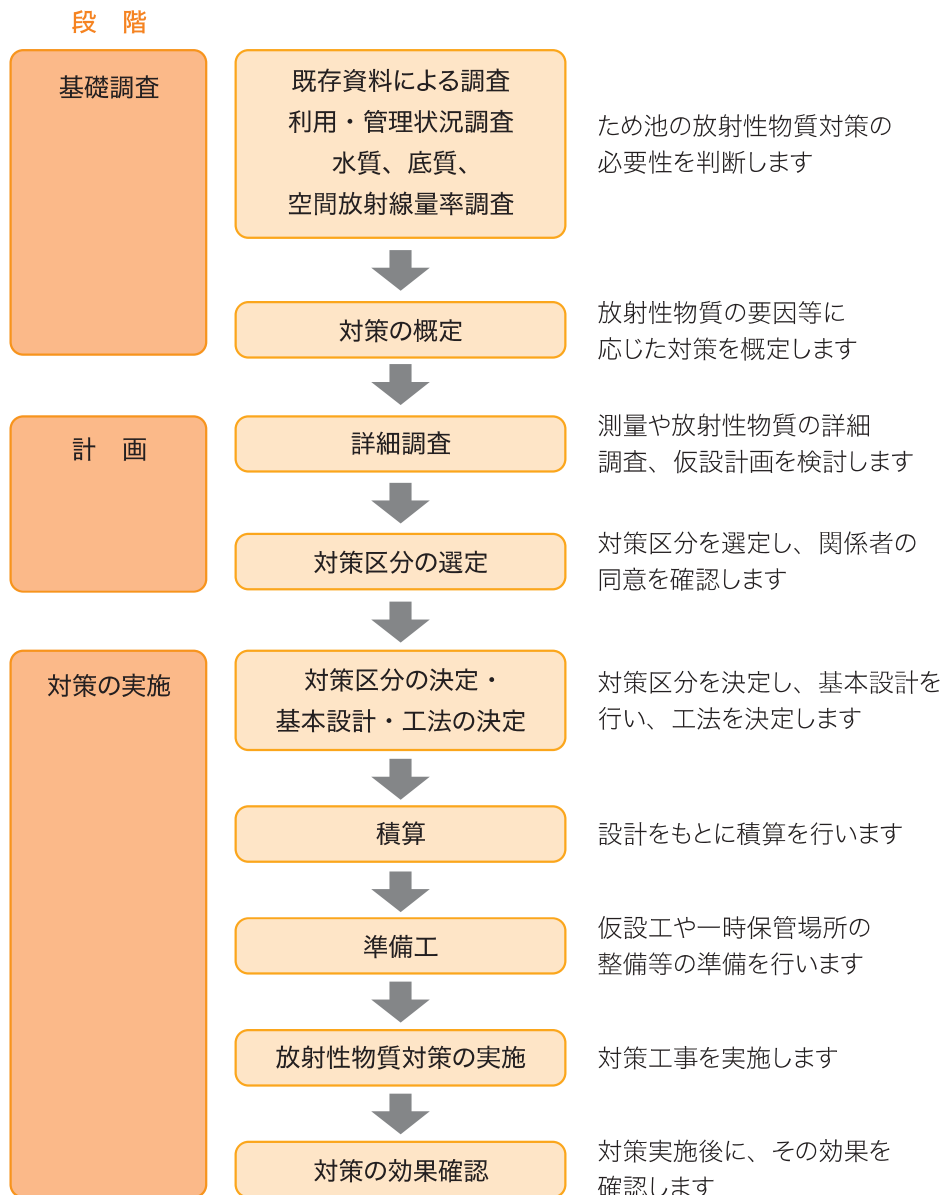 段　階
基礎調査
既存資料による調査
利用・管理状況調査
水質、底質、
空間放射線量率調査
ため池の放射性物質対策の
必要性を判断します
対策の概定
放射性物質の要因等に
応じた対策を概定します
計　画
詳細調査
測量や放射性物質の詳細
調査、仮設計画を検討します
対策区分の選定
対策区分を選定し、関係者の
同意を確認します
対策の実施
対策区分の決定・
基本設計・工法の決定
対策区分を決定し、基本設計を
行い、工法を決定します
積算
設計をもとに積算を行います
準備工
仮設工や一時保管場所の
整備等の準備を行います
放射性物質対策の実施
対策工事を実施します
対策の効果確認
対策実施後に、その効果を
確認します